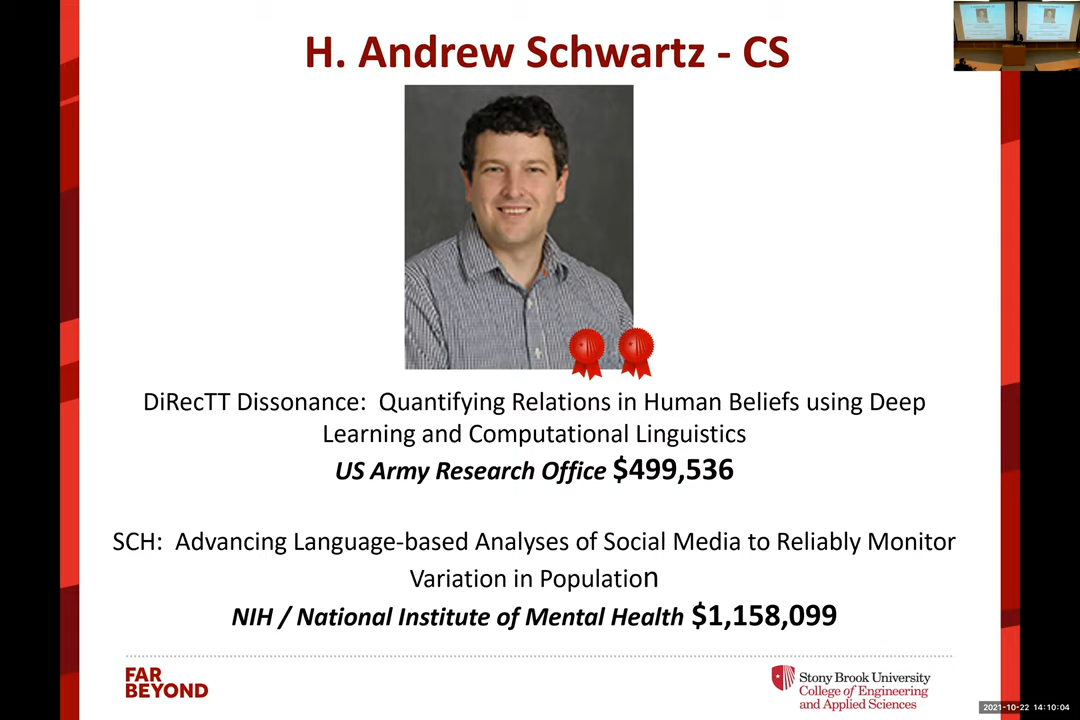 H. Andrew Schwartz - CS
DiRecTT Dissonance:  Quantifying Relations in Human Beliefs using Deep
Learning and Computational Linguistics
US Army Research Office $499,536
SCH:  Advancing Language-based Analyses of Social Media to Reliably Monitor
Variation in Population
NIH / National Institute of Mental Health $1,158,099
FAR
BEYOND
Stony Brook University
College of Engineering
and Applied Sciences
2021-10-22 14:10:04